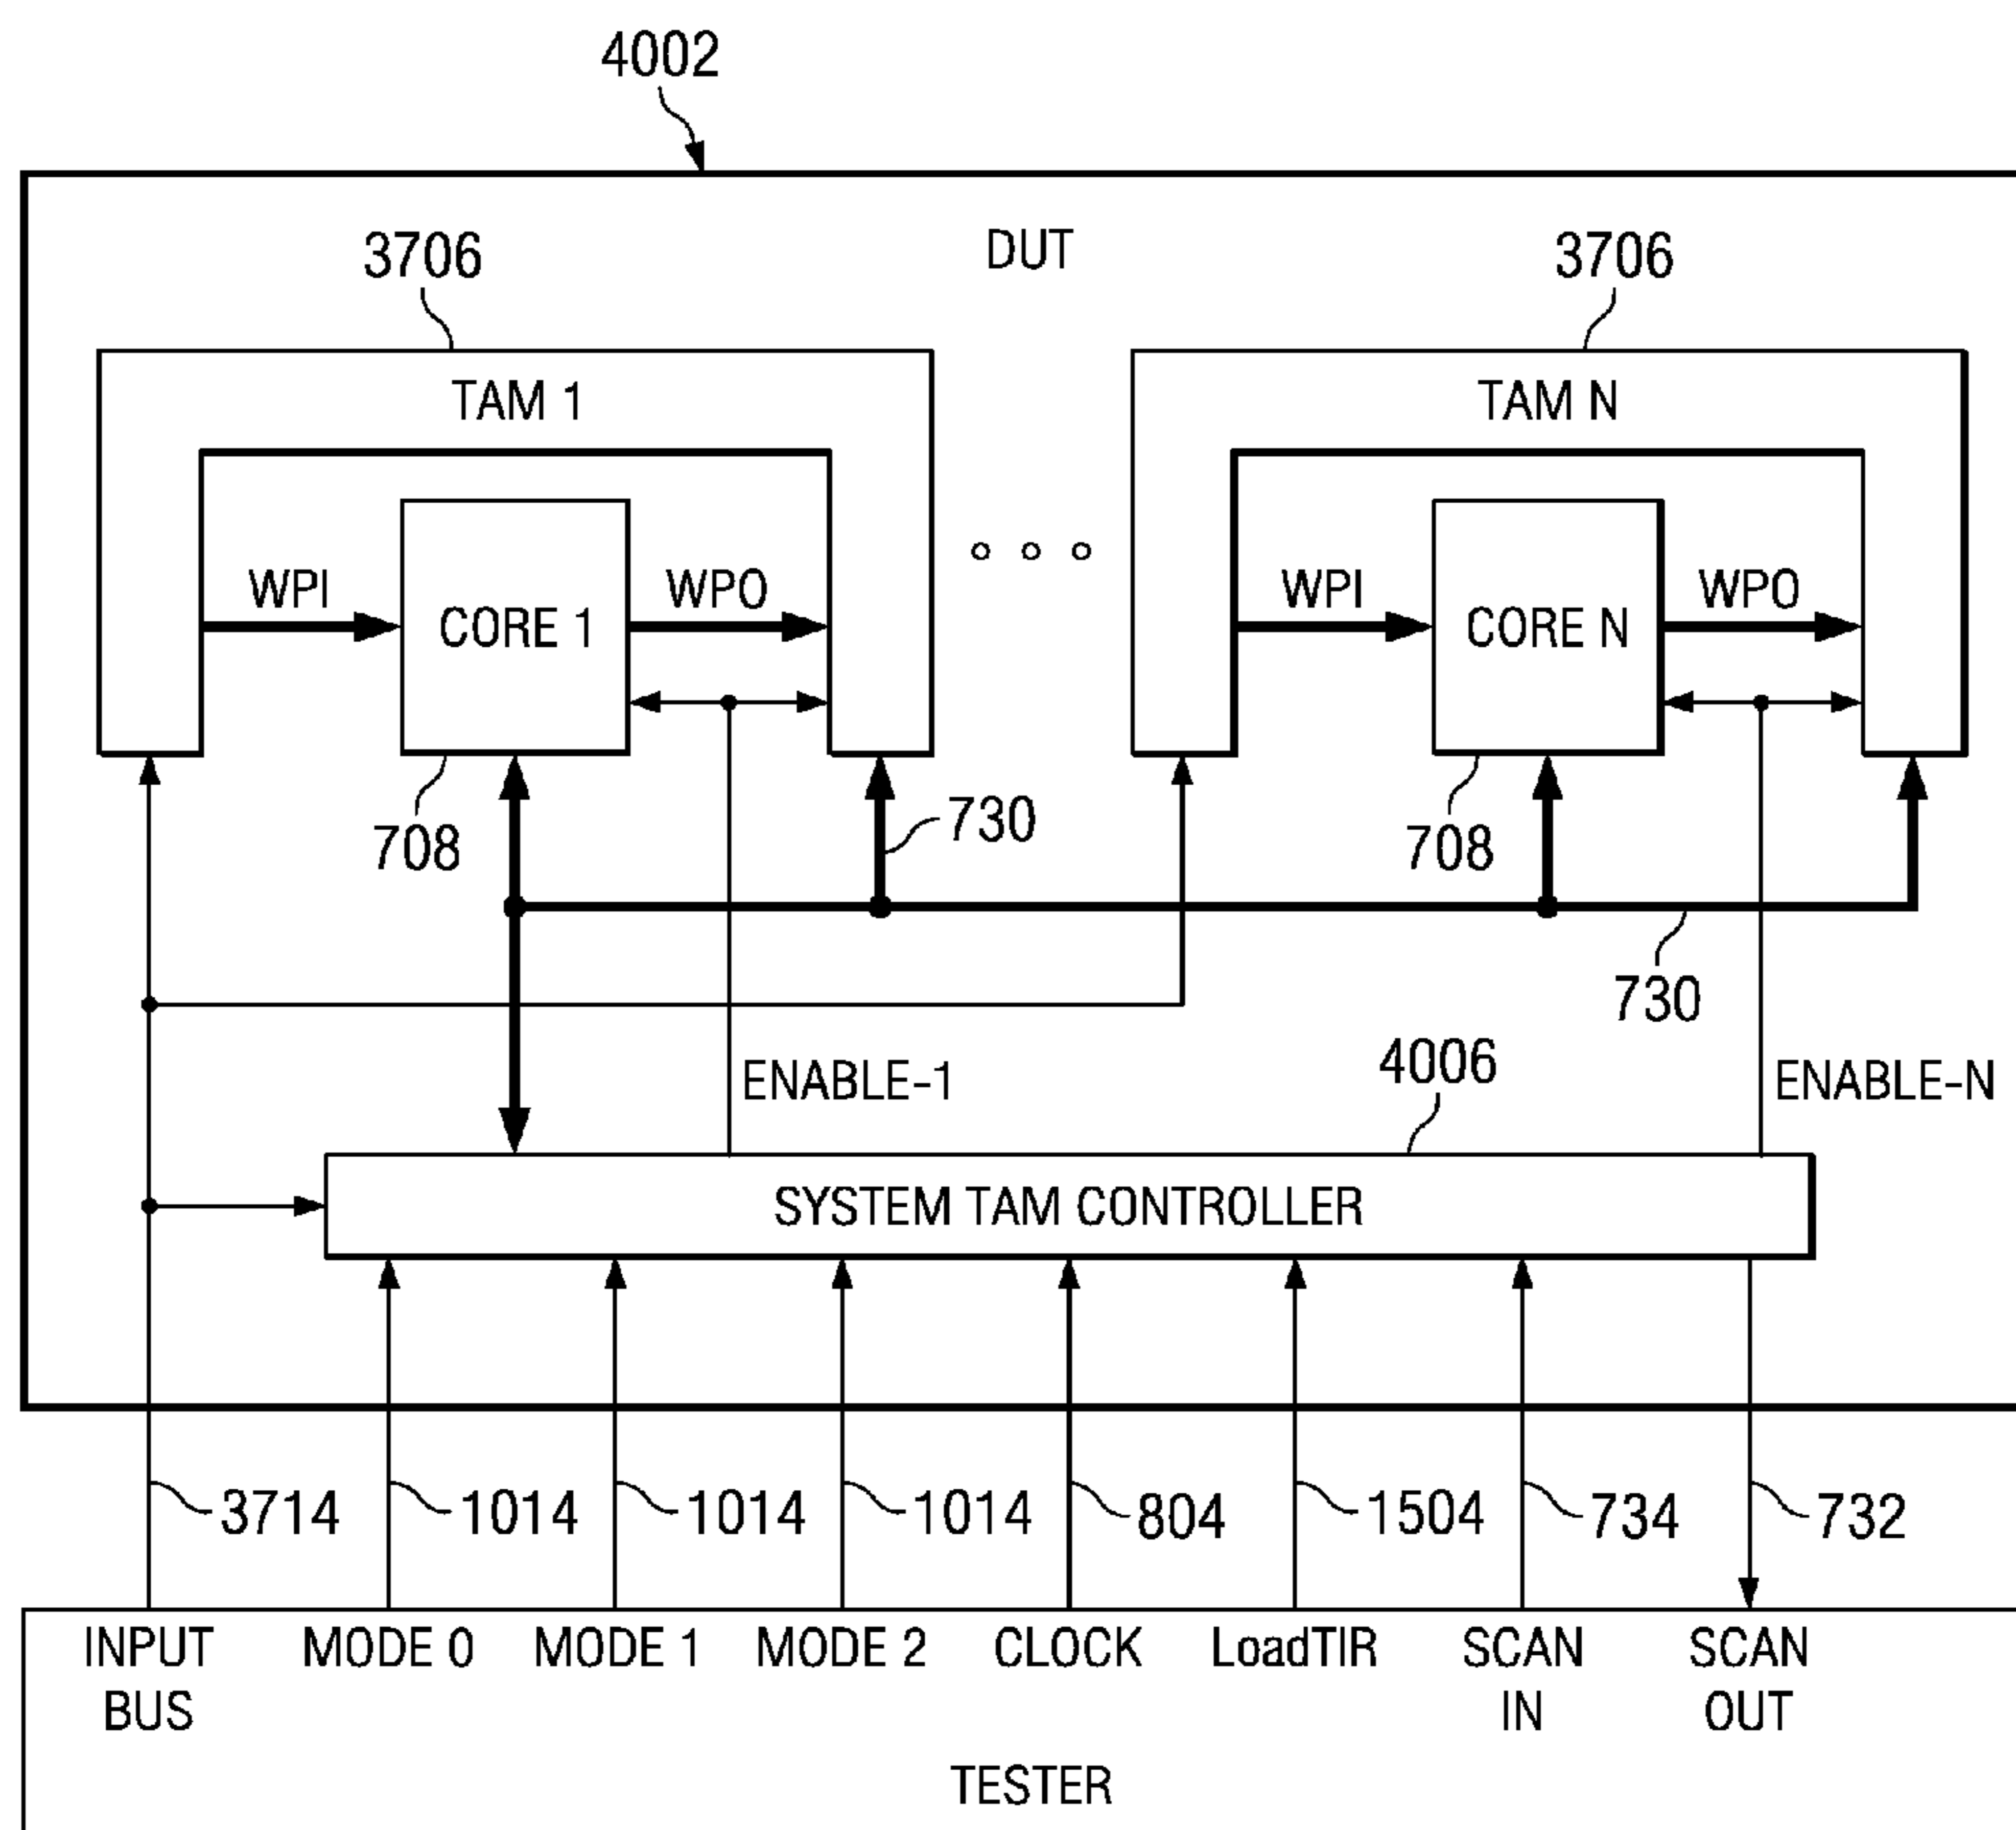 4002
DUT
3706
3706
TAM 1
TAM N
WPI
CORE 1
WPO
WPI
CORE N
WPO
708
730
708
730
ENABLE-1
4006
ENABLE-N
SYSTEM TAM CONTROLLER
3714
1014
1014
1014
804
1504
734
732
INPUT BUS
MODE 0
MODE 1
MODE 2
CLOCK
LoadTIR
SCAN IN
SCAN OUT
TESTER